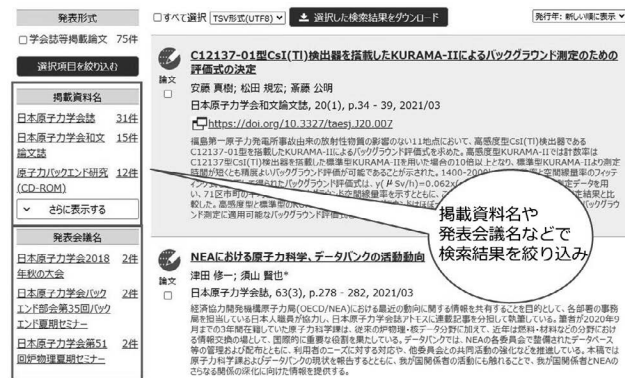 発表形式
学会誌等掲載論文 75件
選択項目を絞り込む
掲載資料名
日本原子力学会誌 31件
日本原子力学会和文 15件
論文誌
原子力バックエンド研究 12件
(CD-ROM)
さらに表示する
発表会議名
日本原子力学会2018 2件
年秋の大会
日本原子力学会バック 2件
エンド部会第35回バック
エンド夏期セミナー
日本原子力学会第51 2件
回炉物理夏期セミナー
すべて選択 TSV形式(UTF8) 選択した検索結果をダウンロード
発行年: 新しい順に表示
論文
C12137-01型CsI(Tl)検出器を搭載したKURAMA-IIによるバックグラウンド測定のための
評価式の決定
安藤 真樹; 松田 規宏; 斎藤 公明
日本原子力学会和文論文誌, 20(1), p.34 - 39, 2021/03
https://doi.org/10.3327/taesj.J20.007
福島第一原子力発電所事故由来の放射性物質の影響のない11地点において、高感度型CsI(Tl)検出器である
C12137-01型を搭載したKURAMA-IIによるバックグラウンド評価式を求めた。高感度型KURAMA-IIでは計数率は
C12137型CsI(Tl)検出器を搭載した標準型KURAMA-IIを用いた場合の10倍以上となり、標準型KURAMA-IIより測定
時間が短くとも精度よいバックグラウンド評価が可能であることが示された。1400-
掲載資料名や
発表会議名などで
検索結果を絞り込み
論文
NEAにおける原子力科学、データバンクの活動動向
津田 修一; 須山 賢也*
日本原子力学会誌, 63(3), p.278 - 282, 2021/03
経済協力開発機構原子力局(OECD/NEA)における最近の動向に関する情報を共有することを目的として、各部署の事務
局を担当している日本人職員が協力し、日本原子力学会誌アトモスに連載記事を分担して執筆している。筆者が2020年9
月までの3年間在籍していた原子力科学課は、従来の炉物理・核データ分野に加えて、近年は燃料・材料などの分野におけ
る情報交換の場として、国際的に重要な役割を果たしている。データバンクでは、NEAの各委員会で整備されたデータベース
等の管理および配布とともに、利用者のニーズに対する対応や、他委員会との共同活動の強化などを推進している。本稿では
原子力科学課およびデータバンクの現状を報告するとともに、我が国関係者の活動にも触れることで、我が国関係者とNEAの
さらなる関係の深化に向けた情報を提供する。